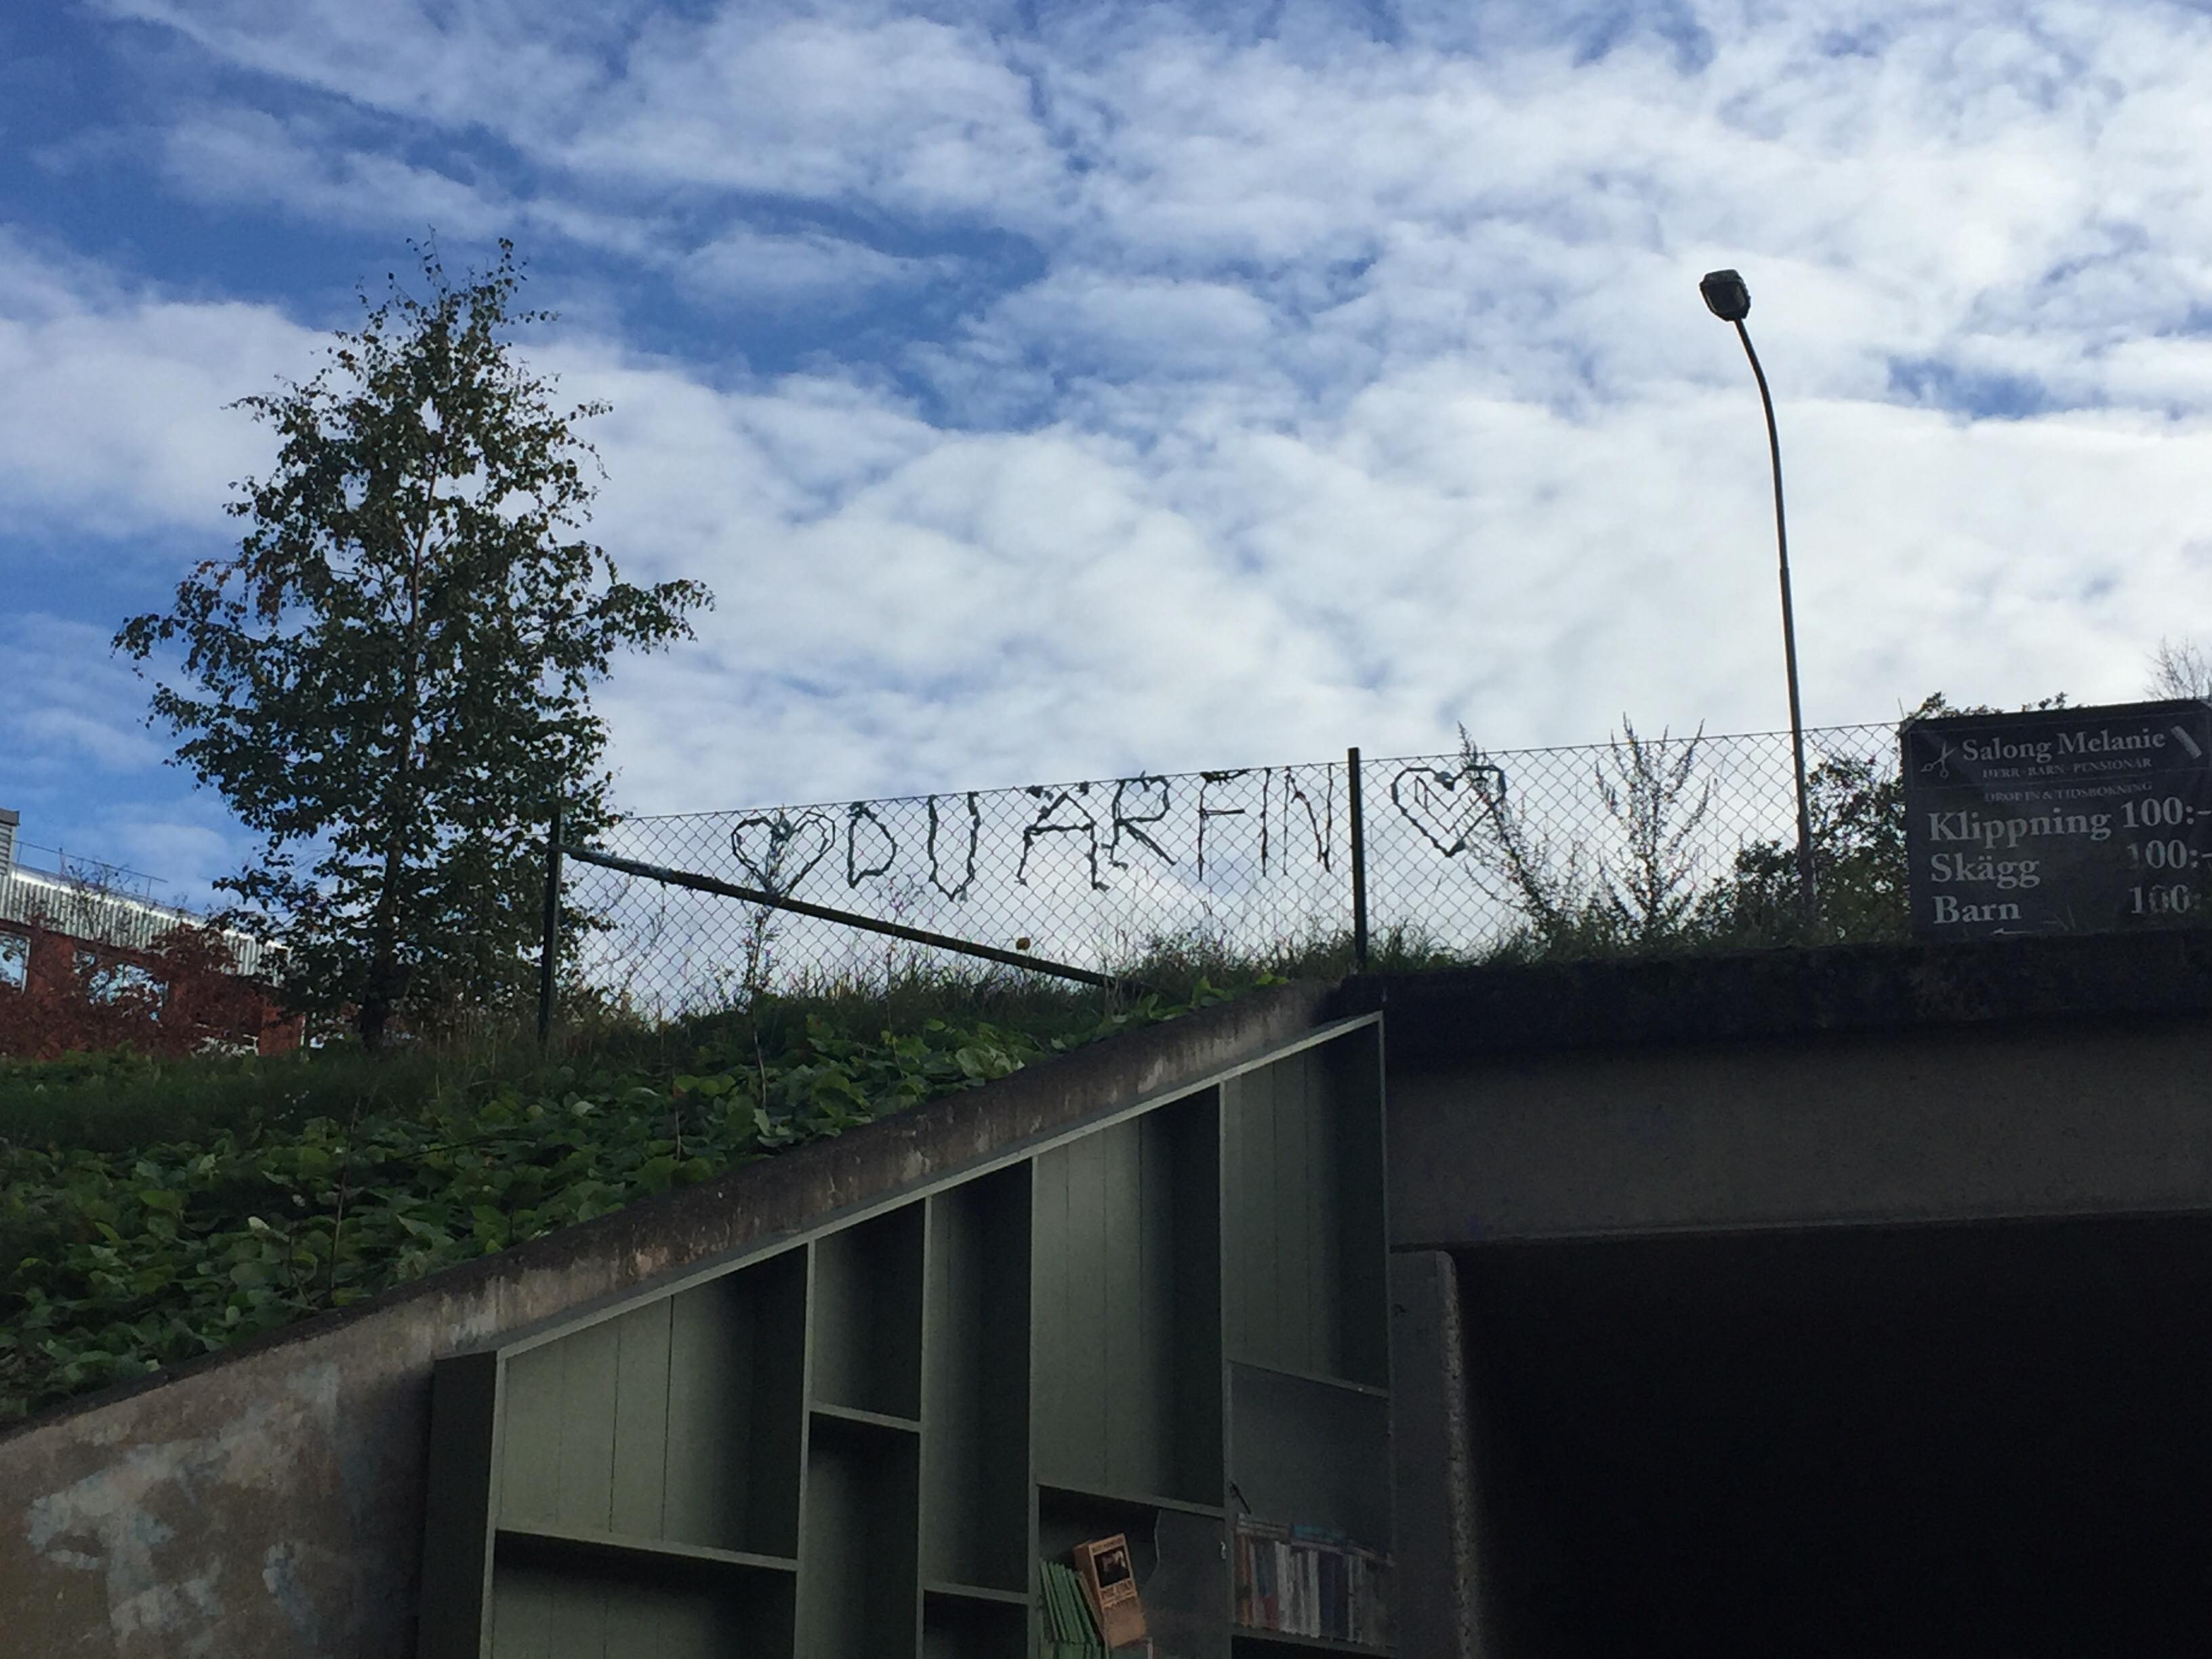 DU ÄR FIN
Salong Melanie
HERR · BARN · PENSIONÄR
DROP IN & TIDSBOKNING
Klippning 100:-
Skägg 100:-
Barn 100: